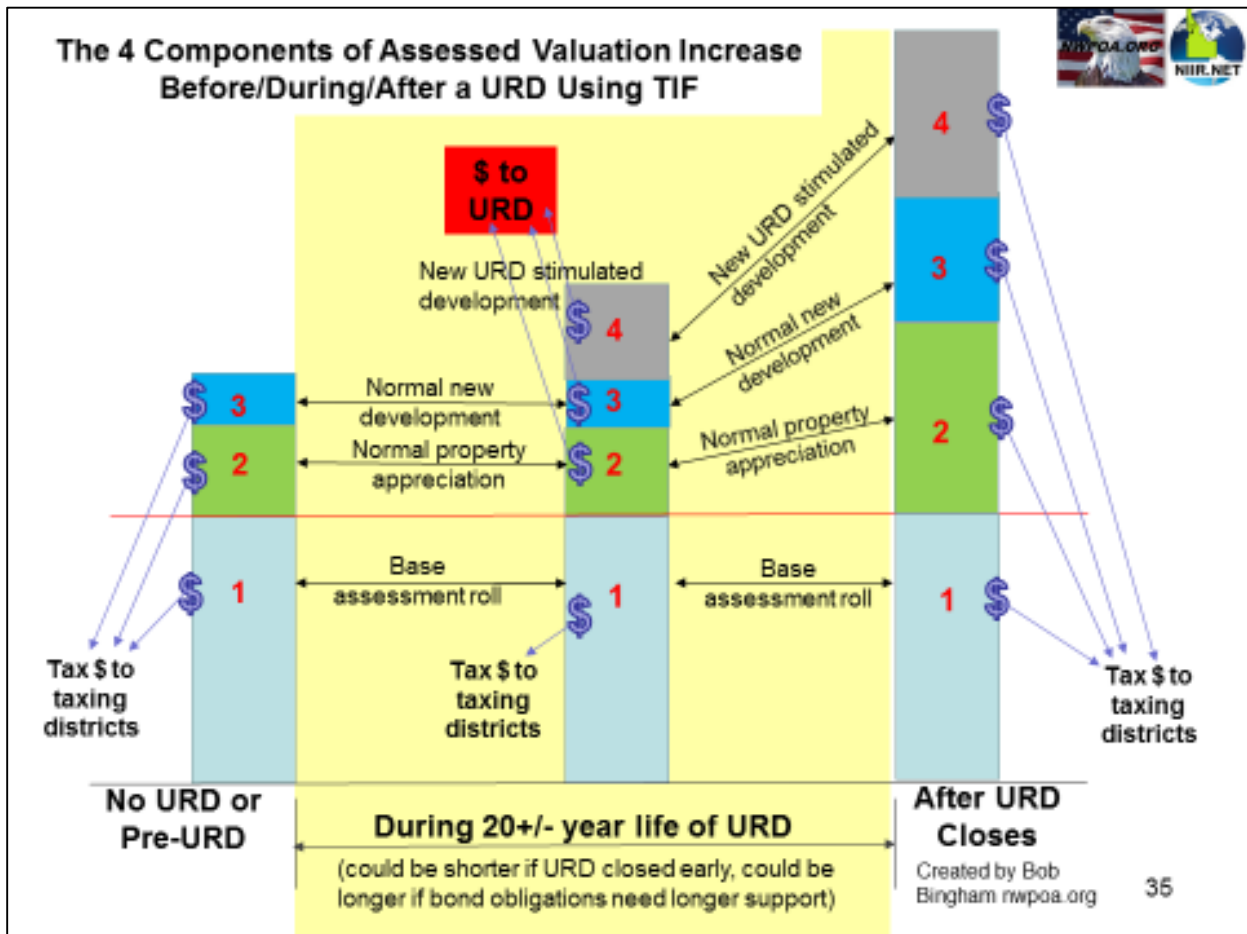 The 4 Components of Assessed Valuation Increase
Before/During/After a URD Using TIF
NWPOA.ORG
NIIR.NET
$ to
URD
New URD stimulated
development
$
4
3
2
1
$
$
$
Normal new
development
Normal property
appreciation
Base
assessment roll
Tax $ to
taxing
districts
4
3
2
1
$
$
$
$
Tax $ to
taxing
districts
New URD stimulated
development
Normal new
development
Normal property
appreciation
Base
assessment roll
4
3
2
1
$
$
$
Tax $ to
taxing
districts
No URD or
Pre-URD
During 20+/- year life of URD
(could be shorter if URD closed early, could be
longer if bond obligations need longer support)
After URD
Closes
Created by Bob
Bingham nwpoa.org
35